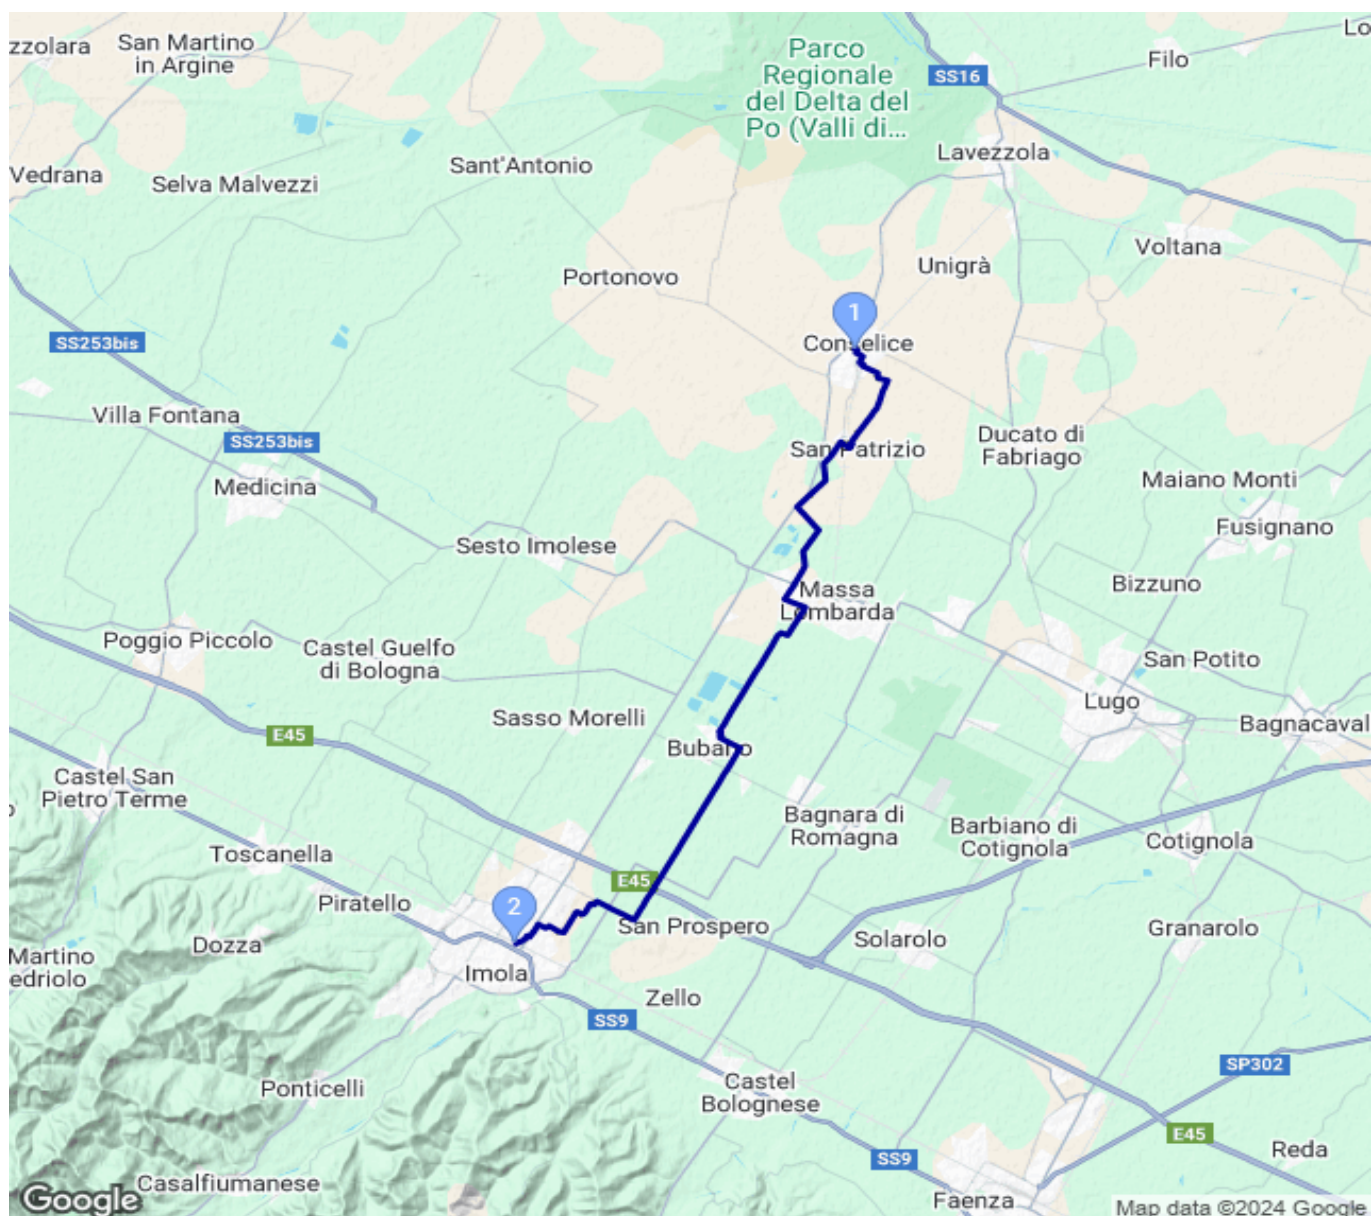 zzolara
San Martino
in Argine
Parco
Regionale
del Delta del
Po (Valli di...
SS16
Filo
Lo
Vedrana
Selva Malvezzi
Sant'Antonio
Lavezzola
Voltana
Unigrà
Portonovo
1
Conselice
SS253bis
Villa Fontana
SS253bis
Medicina
San Patrizio
Ducato di
Fabriago
Maiano Monti
Fusignano
Sesto Imolese
Bizzuno
Massa
Lombarda
Poggio Piccolo
Castel Guelfo
di Bologna
San Potito
Lugo
Bagnacaval
Sasso Morelli
E45
Bubano
Castel San
Pietro Terme
Bagnara di
Romagna
Barbiano di
Cotignola
Cotignola
Toscanella
E45
Piratello
2
San Prospero
Solarolo
Granarolo
Martino
edriolo
Dozza
Imola
Zello
SS9
SP302
Ponticelli
Castel
Bolognese
E45
Reda
SS9
Casalfiumanese
Faenza
Google
Map data ©2024 Google